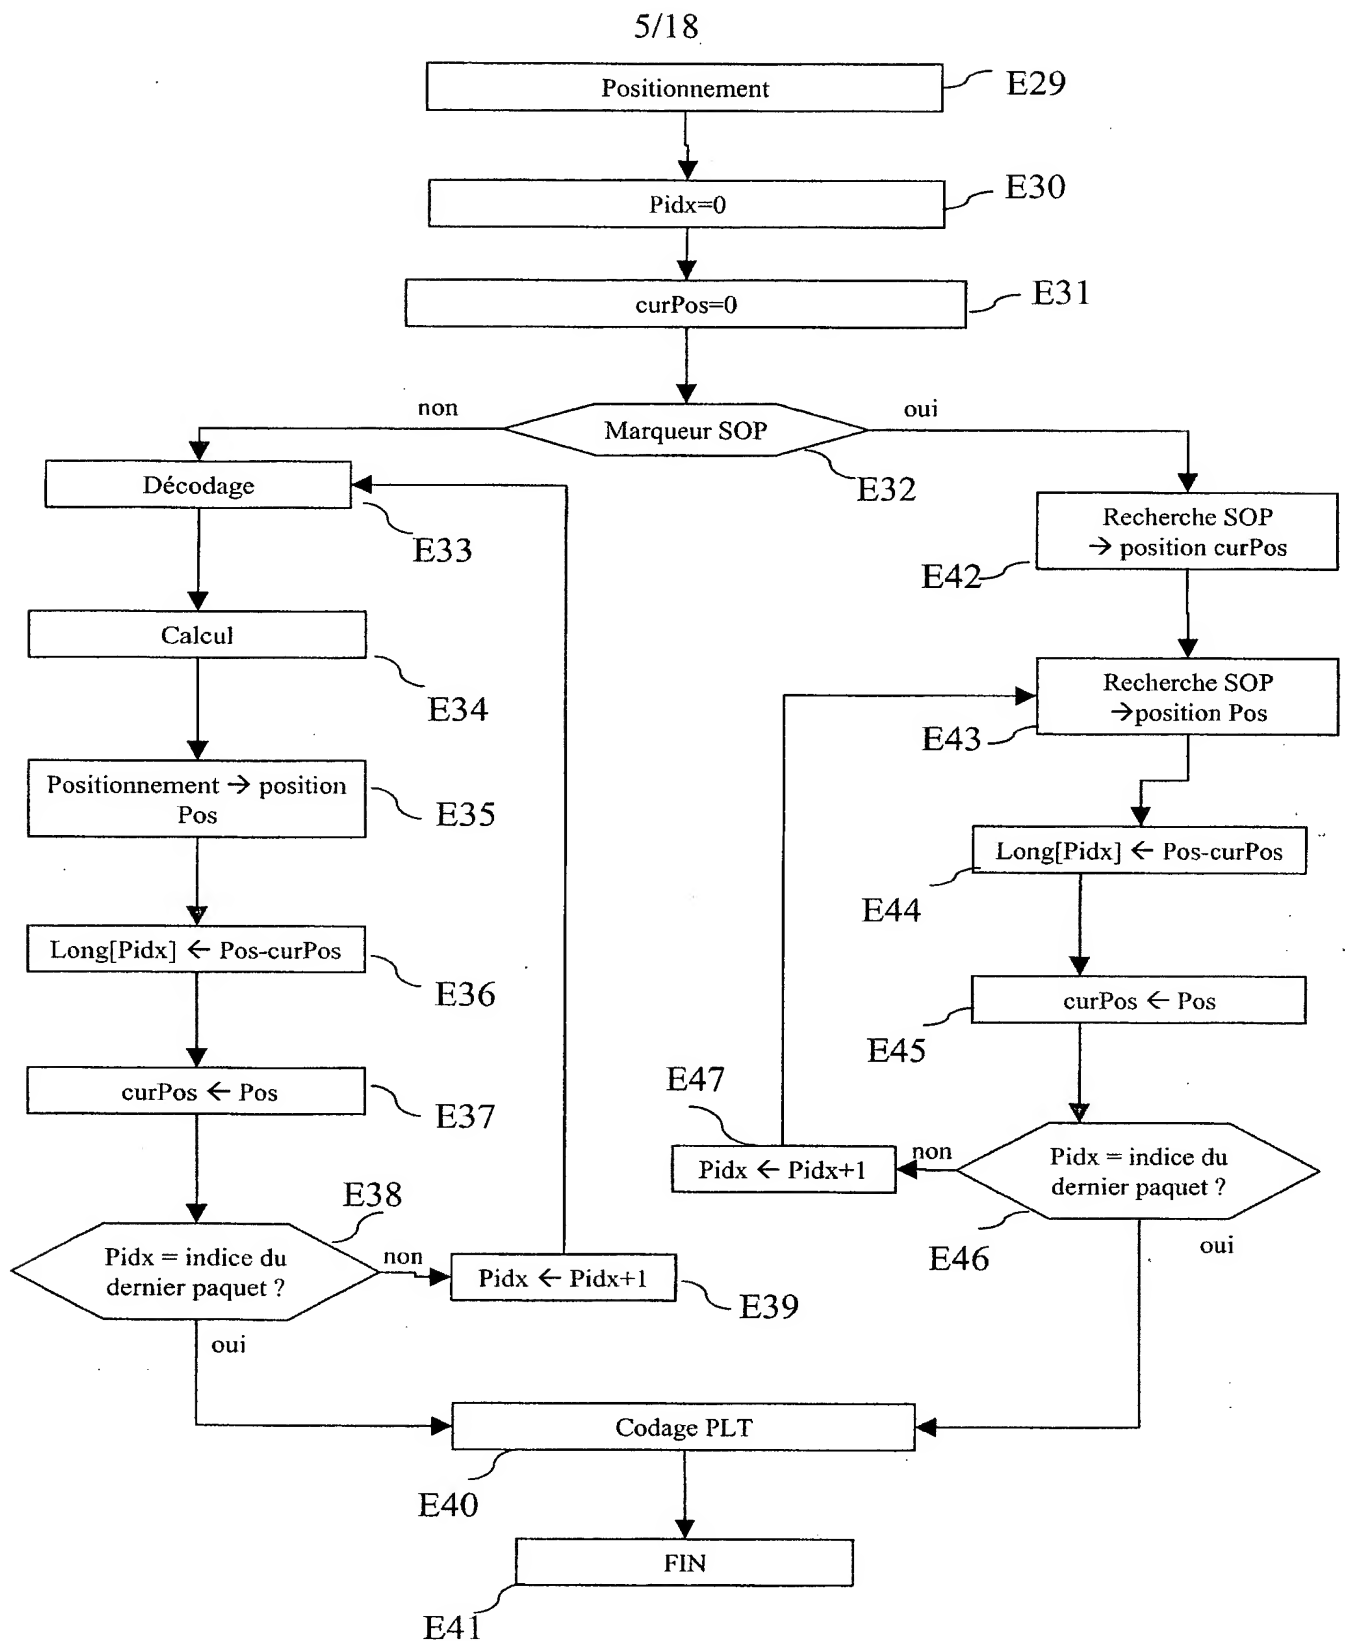 5/18
Positionnement
E29
Pidx=0
E30
curPos=0
E31
non
Marqueur SOP
oui
E32
Décodage
E33
Recherche SOP
→ position curPos
E42
Calcul
E34
Recherche SOP
→position Pos
E43
Positionnement → position
Pos
E35
Long[Pidx] ← Pos-curPos
E44
Long[Pidx] ← Pos-curPos
E36
curPos ← Pos
E45
curPos ← Pos
E37
E47
Pidx ← Pidx+1
non
Pidx = indice du
dernier paquet ?
E46
oui
E38
Pidx = indice du
dernier paquet ?
non
Pidx ← Pidx+1
E39
oui
Codage PLT
E40
FIN
E41